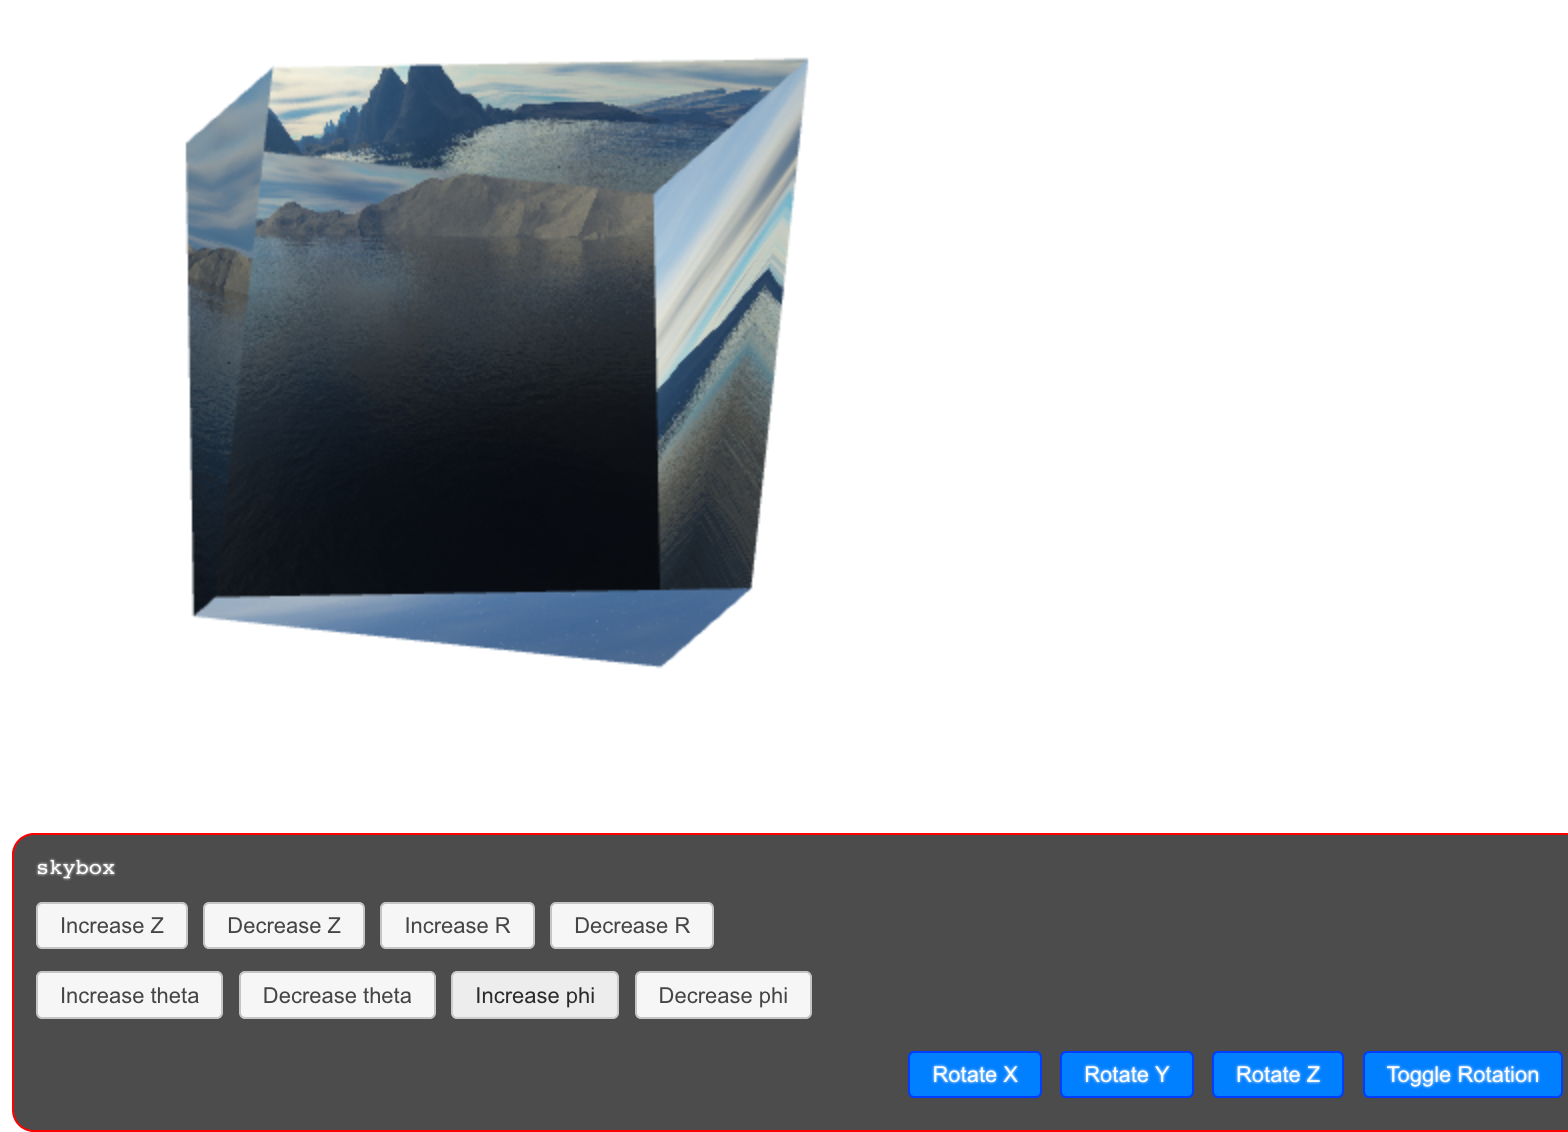 skybox
Increase Z Decrease Z Increase R Decrease R
Increase theta Decrease theta Increase phi Decrease phi
Rotate X Rotate Y Rotate Z Toggle Rotation